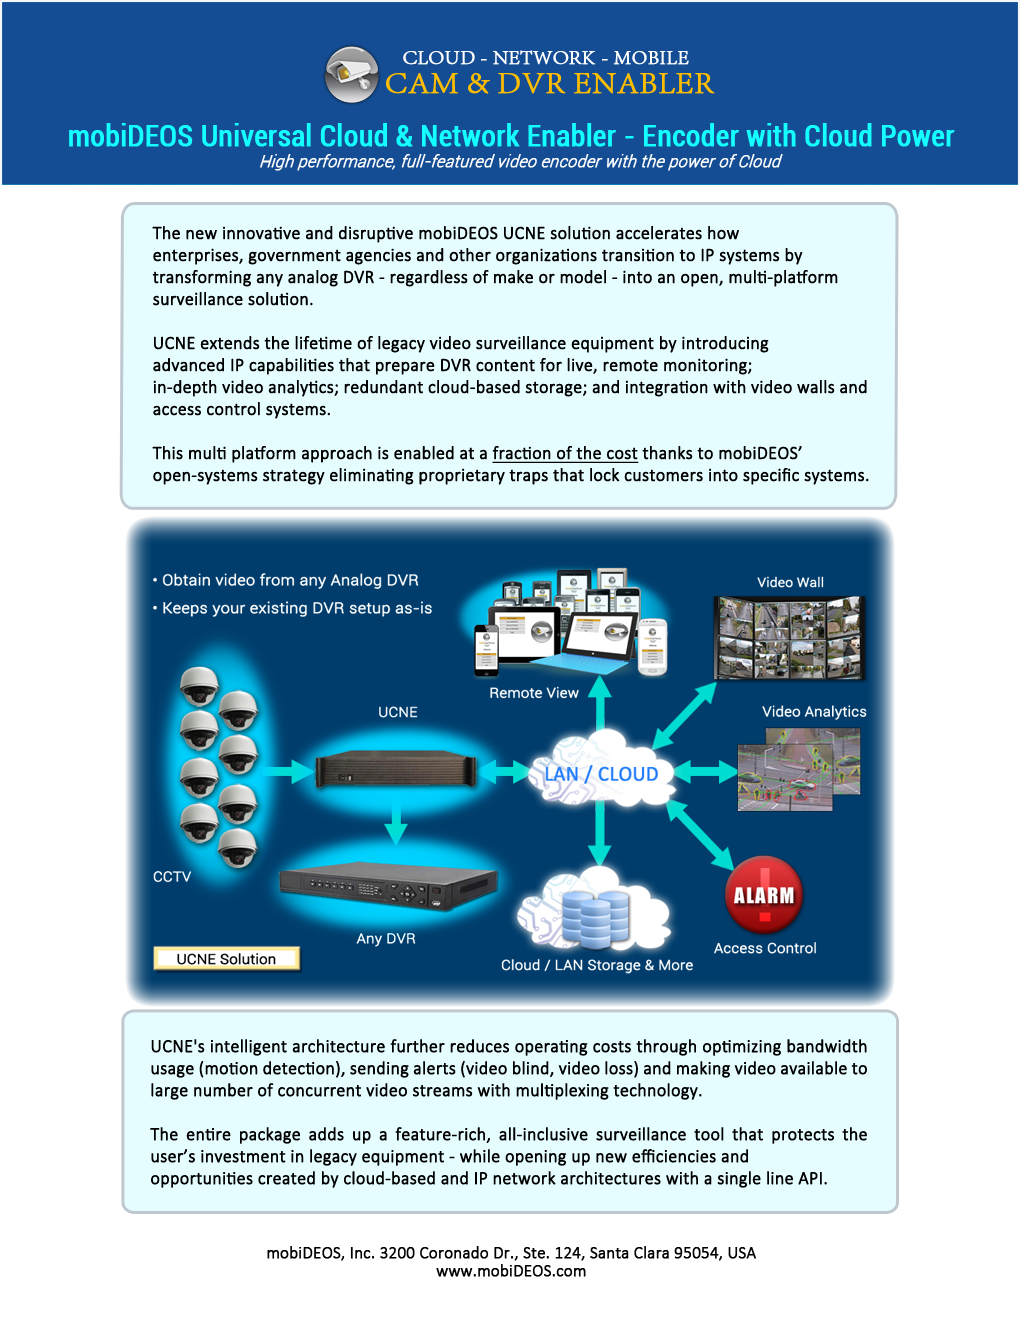 CLOUD - NETWORK - MOBILE
CAM & DVR ENABLER
mobiDEOS Universal Cloud & Network Enabler - Encoder with Cloud Power
High performance, full-featured video encoder with the power of Cloud
The new innovative and disruptive mobiDEOS UCNE solution accelerates how
enterprises, government agencies and other organizations transition to IP systems by
transforming any analog DVR - regardless of make or model - into an open, multi-platform
surveillance solution.
UCNE extends the lifetime of legacy video surveillance equipment by introducing
advanced IP capabilities that prepare DVR content for live, remote monitoring;
in-depth video analytics; redundant cloud-based storage; and integration with video walls and
access control systems.
This multi platform approach is enabled at a fraction of the cost thanks to mobiDEOS’
open-systems strategy eliminating proprietary traps that lock customers into specific systems.
• Obtain video from any Analog DVR
• Keeps your existing DVR setup as-is
Video Wall
Remote View
UCNE
Video Analytics
LAN / CLOUD
CCTV
ALARM
Any DVR
Access Control
UCNE Solution
Cloud / LAN Storage & More
UCNE's intelligent architecture further reduces operating costs through optimizing bandwidth
usage (motion detection), sending alerts (video blind, video loss) and making video available to
large number of concurrent video streams with multiplexing technology.
The entire package adds up a feature-rich, all-inclusive surveillance tool that protects the
user’s investment in legacy equipment - while opening up new efficiencies and
opportunities created by cloud-based and IP network architectures with a single line API.
mobiDEOS, Inc. 3200 Coronado Dr., Ste. 124, Santa Clara 95054, USA
www.mobiDEOS.com